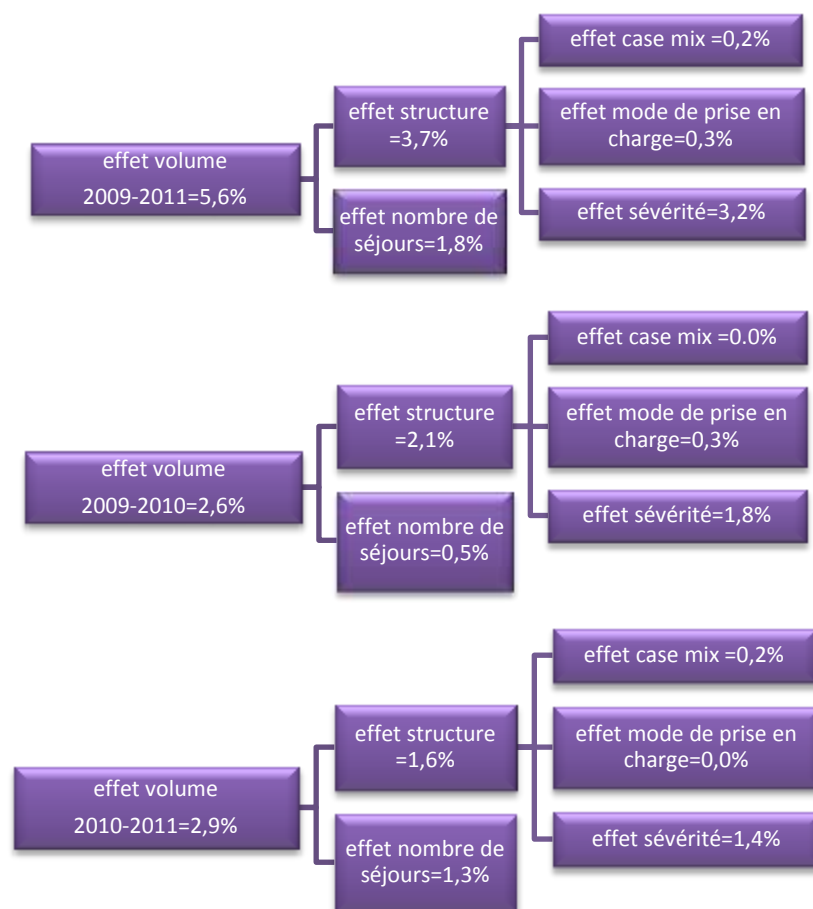 effet volume
2009-2011=5,6%
effet structure
=3,7%
effet nombre de
séjours=1,8%
effet case mix =0,2%
effet mode de prise en
charge=0,3%
effet sévérité=3,2%
effet volume
2009-2010=2,6%
effet structure
=2,1%
effet nombre de
séjours=0,5%
effet case mix =0.0%
effet mode de prise en
charge=0,3%
effet sévérité=1,8%
effet volume
2010-2011=2,9%
effet structure
=1,6%
effet nombre de
séjours=1,3%
effet case mix =0,2%
effet mode de prise en
charge=0,0%
effet sévérité=1,4%